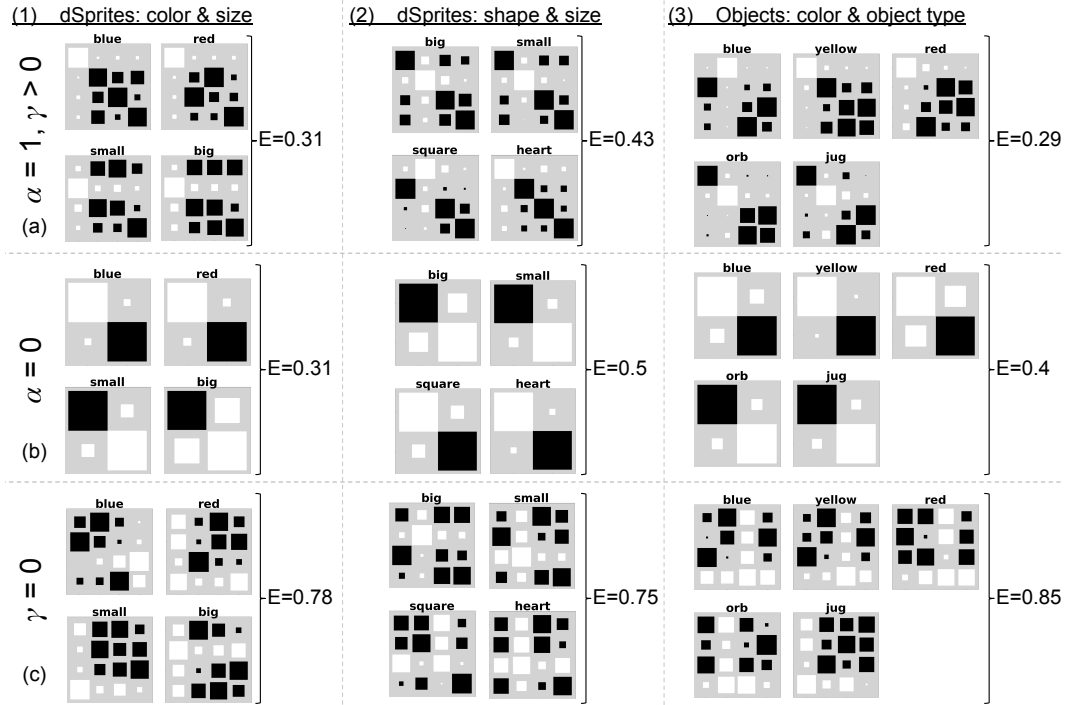 (1) dSprites: color & size
(2) dSprites: shape & size
(3) Objects: color & object type
α = 1, γ > 0
(a)
blue red
small big
E=0.31
big small
square heart
E=0.43
blue yellow red
orb jug
E=0.29
α = 0
(b)
blue red
small big
E=0.31
big small
square heart
E=0.5
blue yellow red
orb jug
E=0.4
γ = 0
(c)
blue red
small big
E=0.78
big small
square heart
E=0.75
blue yellow red
orb jug
E=0.85